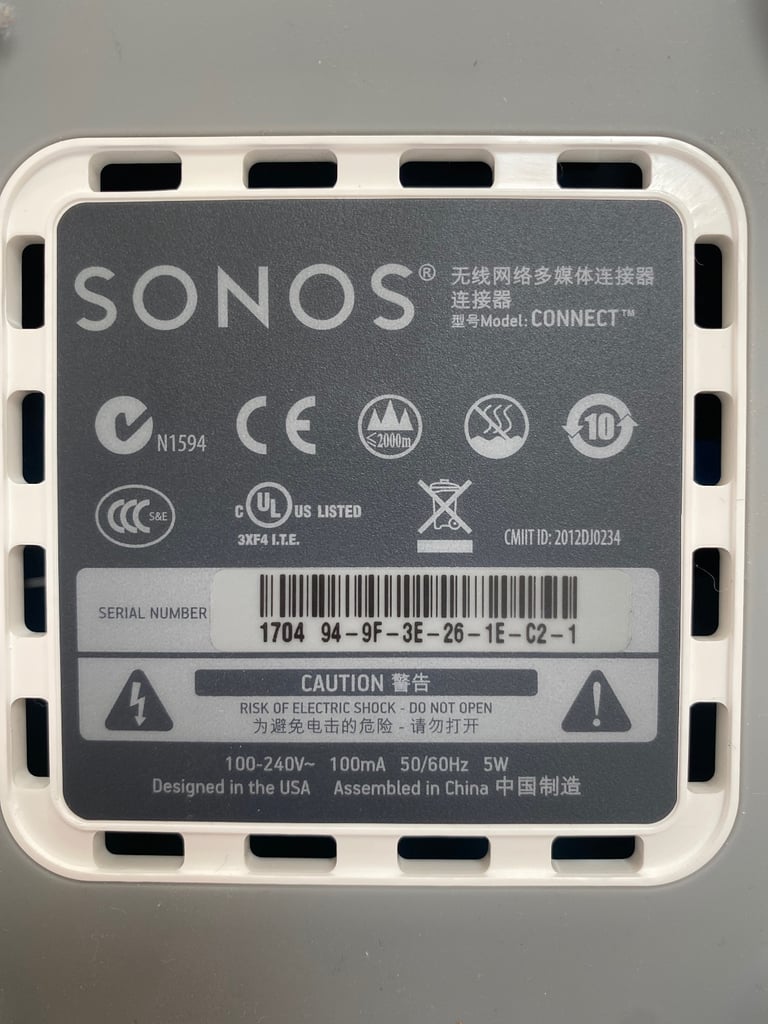 SONOS®
无线网络多媒体连接器
连接器
型号Model: CONNECT™
N1594
CE
≤2000m
10
CCC S&E
C UL US LISTED
3XF4 I.T.E.
CMIIT ID: 2012DJ0234
SERIAL NUMBER
1704 94-9F-3E-26-1E-C2-1
CAUTION 警告
RISK OF ELECTRIC SHOCK - DO NOT OPEN
为避免电击的危险 - 请勿打开
100-240V~ 100mA 50/60Hz 5W
Designed in the USA Assembled in China 中国制造